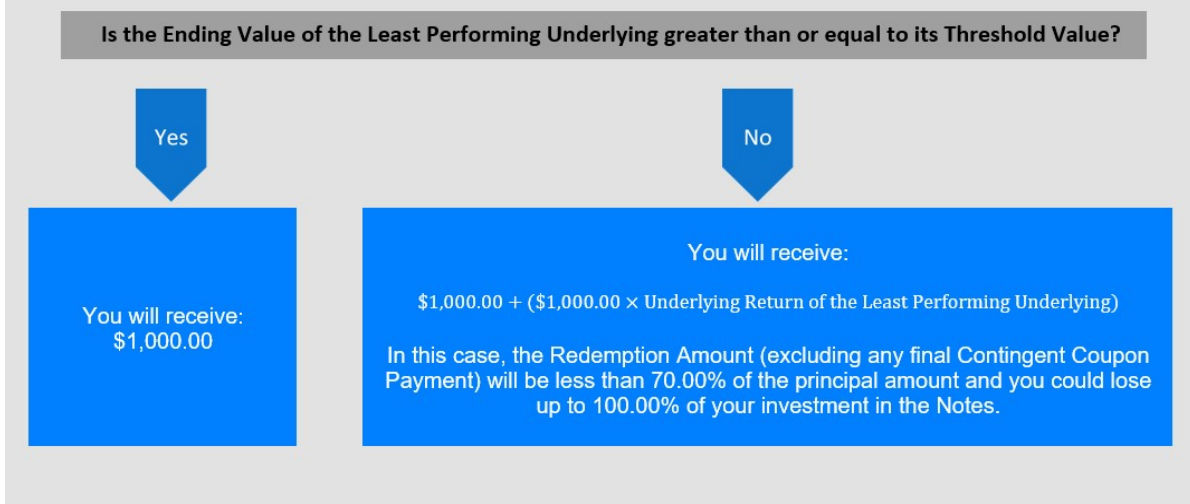 Is the Ending Value of the Least Performing Underlying greater than or equal to its Threshold Value?
Yes
No
You will receive:
$1,000.00
You will receive:
$1,000.00 + ($1,000.00 × Underlying Return of the Least Performing Underlying)
In this case, the Redemption Amount (excluding any final Contingent Coupon
Payment) will be less than 70.00% of the principal amount and you could lose
up to 100.00% of your investment in the Notes.